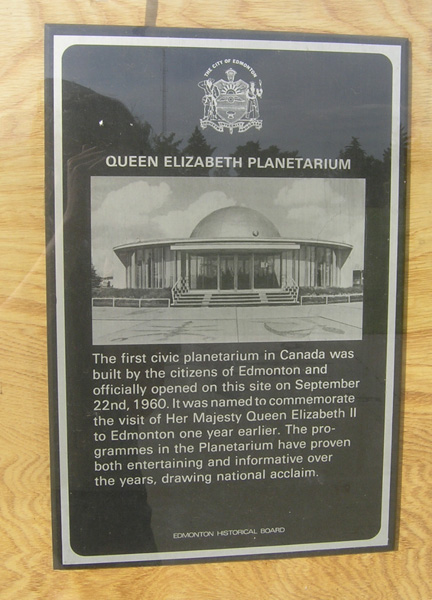 THE CITY OF EDMONTON
QUEEN ELIZABETH PLANETARIUM
The first civic planetarium in Canada was
built by the citizens of Edmonton and
officially opened on this site on September
22nd, 1960. It was named to commemorate
the visit of Her Majesty Queen Elizabeth II
to Edmonton one year earlier. The pro-
grammes in the Planetarium have proven
both entertaining and informative over
the years, drawing national acclaim.
EDMONTON HISTORICAL BOARD